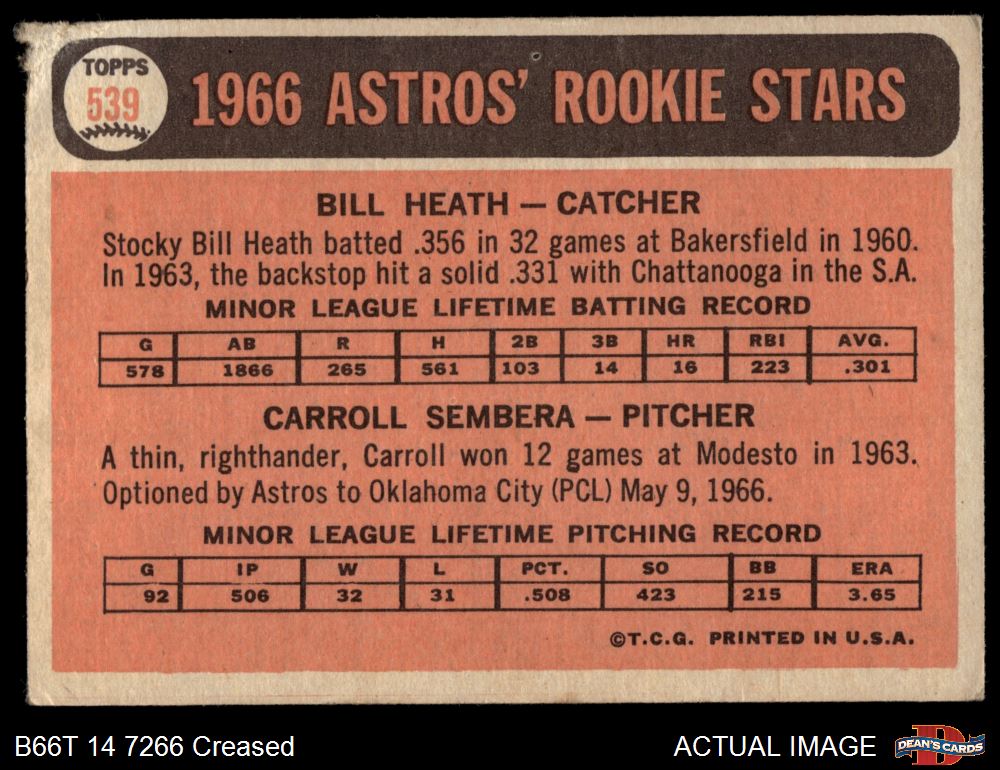 TOPPS
539
1966 ASTROS' ROOKIE STARS
BILL HEATH — CATCHER
Stocky Bill Heath batted .356 in 32 games at Bakersfield in 1960.
In 1963, the backstop hit a solid .331 with Chattanooga in the S.A.
MINOR LEAGUE LIFETIME BATTING RECORD
G AB R H 2B 3B HR RBI AVG.
578 1866 265 561 103 14 16 223 .301
CARROLL SEMBERA — PITCHER
A thin, righthander, Carroll won 12 games at Modesto in 1963.
Optioned by Astros to Oklahoma City (PCL) May 9, 1966.
MINOR LEAGUE LIFETIME PITCHING RECORD
G IP W L PCT. SO BB ERA
92 506 32 31 .508 423 215 3.65
©T.C.G. PRINTED IN U.S.A.
B66T 14 7266 Creased
ACTUAL IMAGE
DEAN'S CARDS